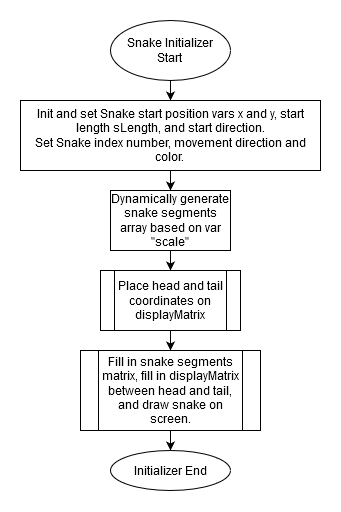 Snake Initializer
Start
Init and set Snake start position vars x and y, start
length sLength, and start direction.
Set Snake index number, movement direction and
color.
Dynamically generate
snake segments
array based on var
"scale"
Place head and tail
coordinates on
displayMatrix
Fill in snake segments
matrix, fill in displayMatrix
between head and tail,
and draw snake on
screen.
Initializer End